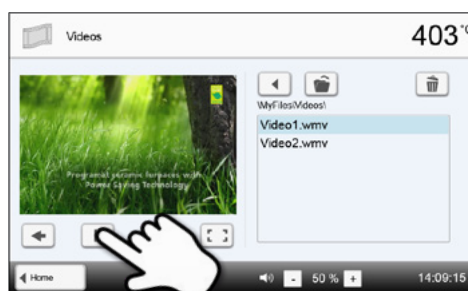 Videos
403°C
\MyFiles\Videos\
Video1.wmv
Video2.wmv
Programat ceramic furnaces with
Power Saving Technology
Home
- 50 % +
14:09:15